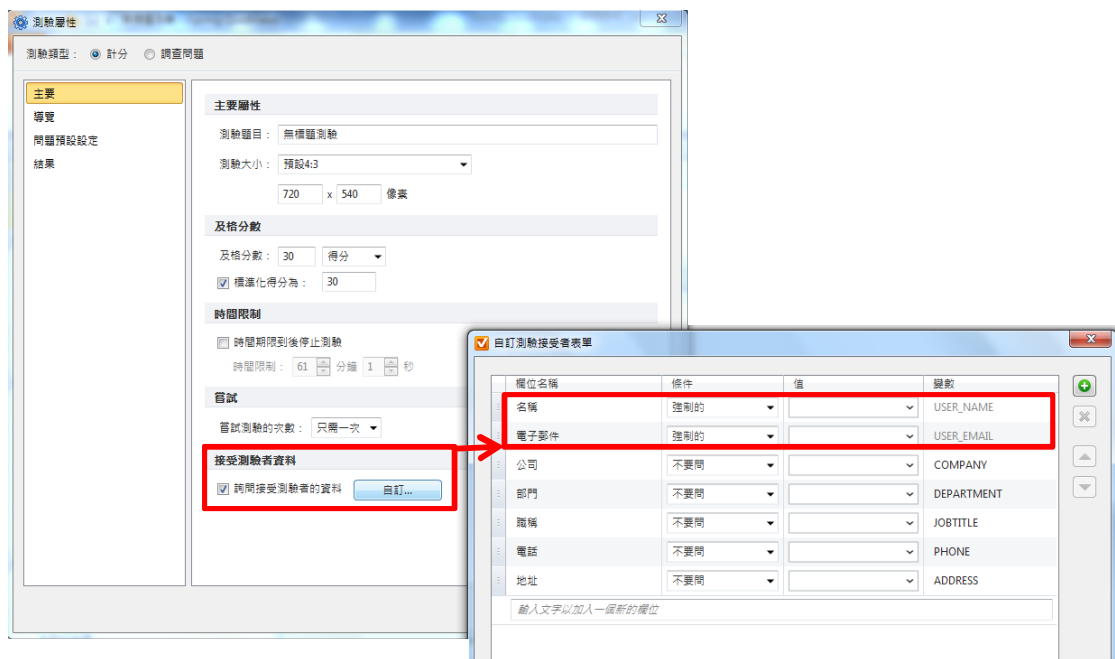 測驗屬性
測驗類型： 計分 調查問題
主要
導覽
問題預設設定
結果
主要屬性
測驗題目： 無標題測驗
測驗大小： 預設4:3
720 x 540 像素
及格分數
及格分數： 30 得分
標準化得分為： 30
時間限制
時間期限到後停止測驗
時間限制： 61 分鐘 1 秒
嘗試
嘗試測驗的次數： 只需一次
接受測驗者資料
詢問接受測驗者的資料 自訂...
自訂測驗接受者表單
欄位名稱 條件 值 變數
名稱 強制的 USER_NAME
電子郵件 強制的 USER_EMAIL
公司 不要問 COMPANY
部門 不要問 DEPARTMENT
職稱 不要問 JOBTITLE
電話 不要問 PHONE
地址 不要問 ADDRESS
輸入文字以加入一個新的欄位